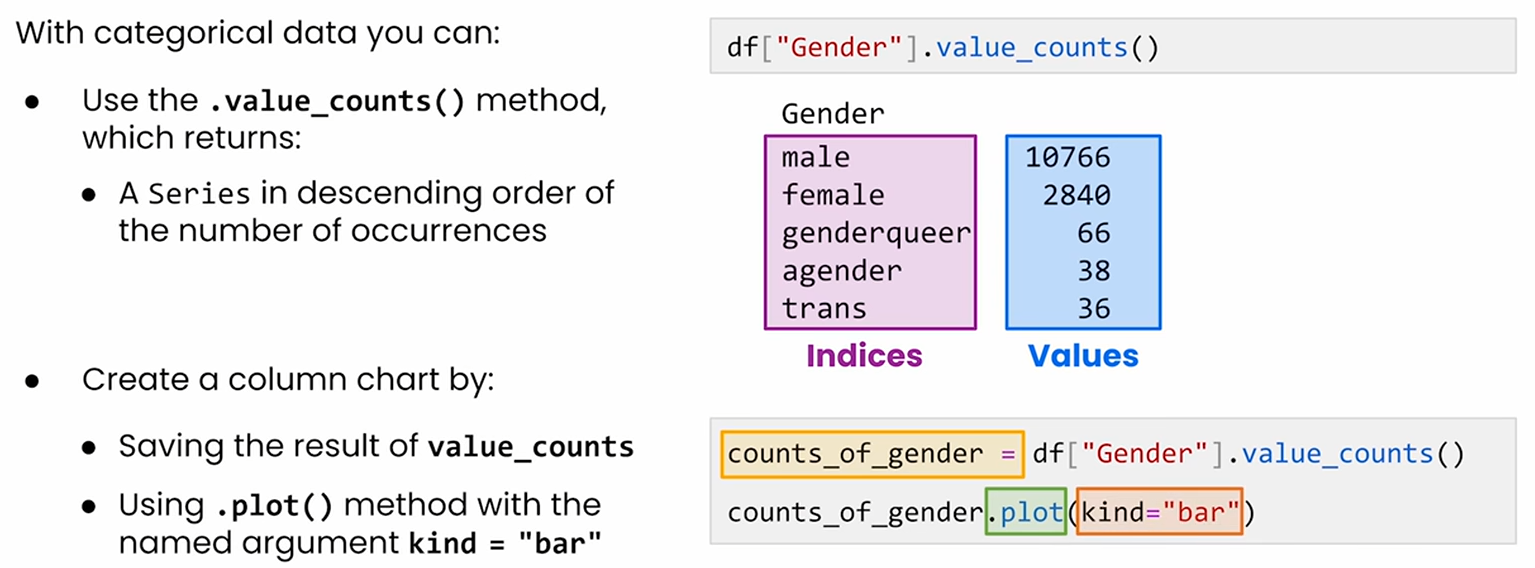 With categorical data you can:
● Use the .value_counts() method,
which returns:
● A Series in descending order of
the number of occurrences
● Create a column chart by:
● Saving the result of value_counts
● Using .plot() method with the
named argument kind = "bar"
df["Gender"].value_counts()
Gender
male 10766
female 2840
genderqueer 66
agender 38
trans 36
Indices Values
counts_of_gender = df["Gender"].value_counts()
counts_of_gender.plot(kind="bar")